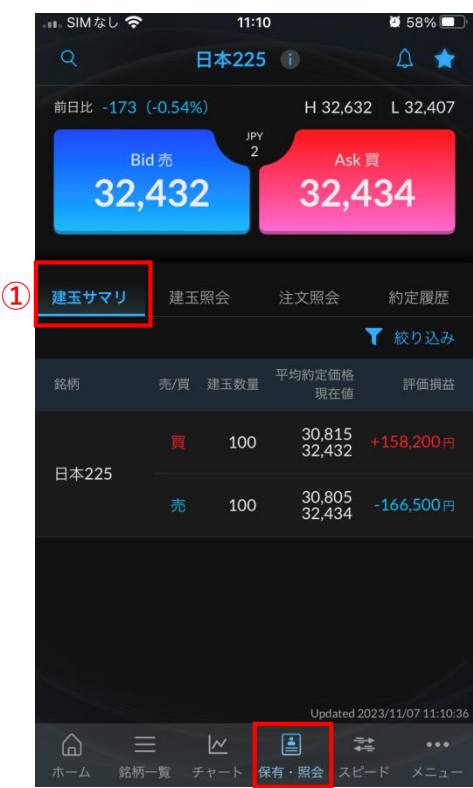 SIMなし 11:10 58%
日本225
前日比 -173 (-0.54%) H 32,632 L 32,407
JPY
2
Bid 売 Ask 買
32,432 32,434
① 建玉サマリ 建玉照会 注文照会 約定履歴
絞り込み
銘柄 売/買 建玉数量 平均約定価格 評価損益
現在値
日本225
買 100 30,815 +158,200円
32,432
売 100 30,805 -166,500円
32,434
Updated 2023/11/07 11:10:36
ホーム 銘柄一覧 チャート 保有・照会 スピード メニュー